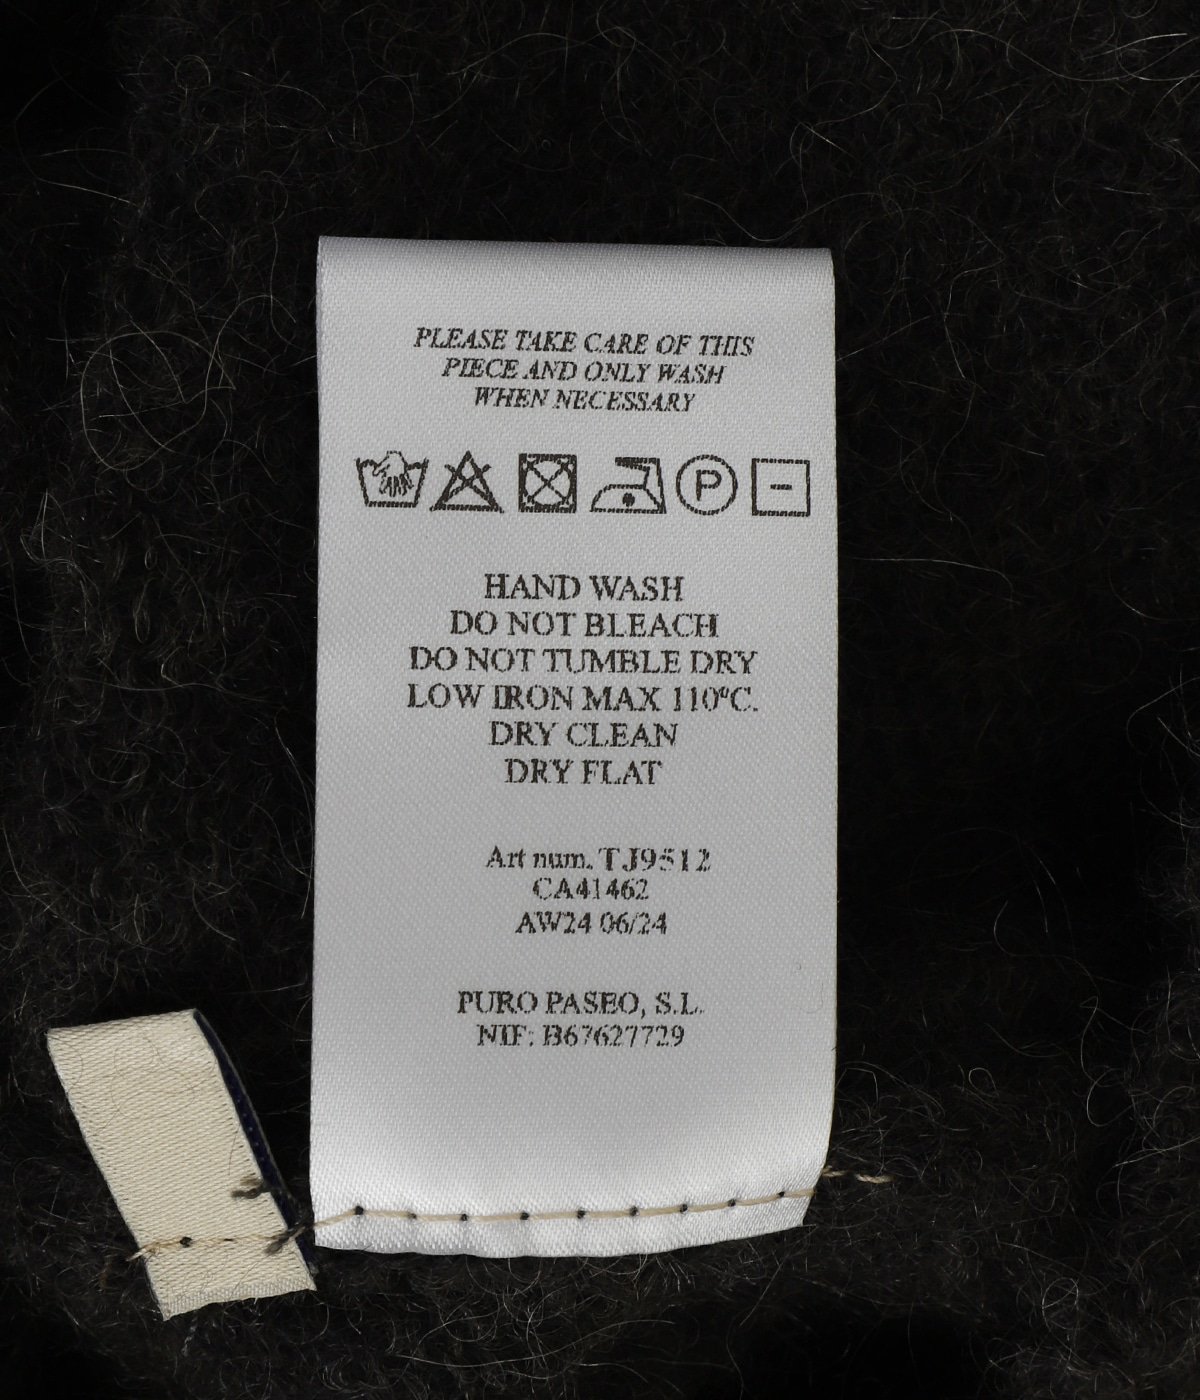 PLEASE TAKE CARE OF THIS
PIECE AND ONLY WASH
WHEN NECESSARY
P
HAND WASH
DO NOT BLEACH
DO NOT TUMBLE DRY
LOW IRON MAX 110ºC.
DRY CLEAN
DRY FLAT
Art num. TJ9512
CA41462
AW24 06/24
PURO PASEO, S.L.
NIF: B67627729